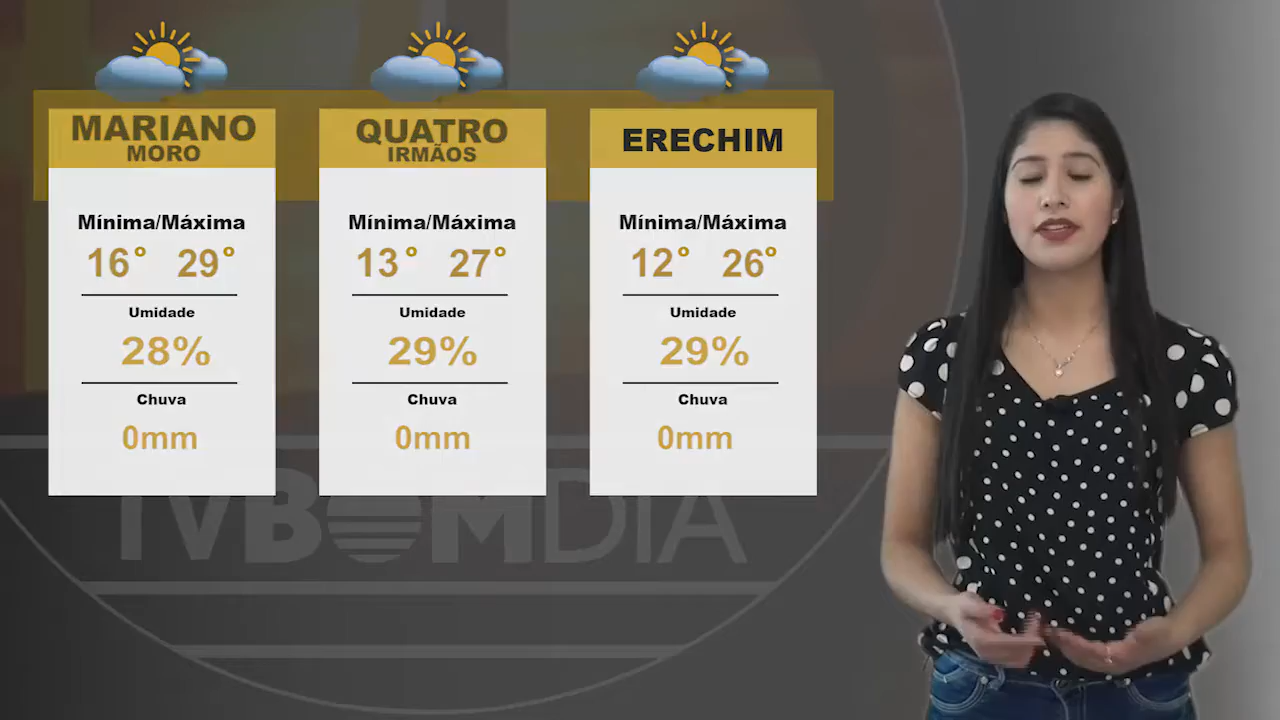 MARIANO
MORO
Mínima/Máxima
16° 29°
Umidade
28%
Chuva
0mm
QUATRO
IRMÃOS
Mínima/Máxima
13° 27°
Umidade
29%
Chuva
0mm
ERECHIM
Mínima/Máxima
12° 26°
Umidade
29%
Chuva
0mm
TVBOMDIA